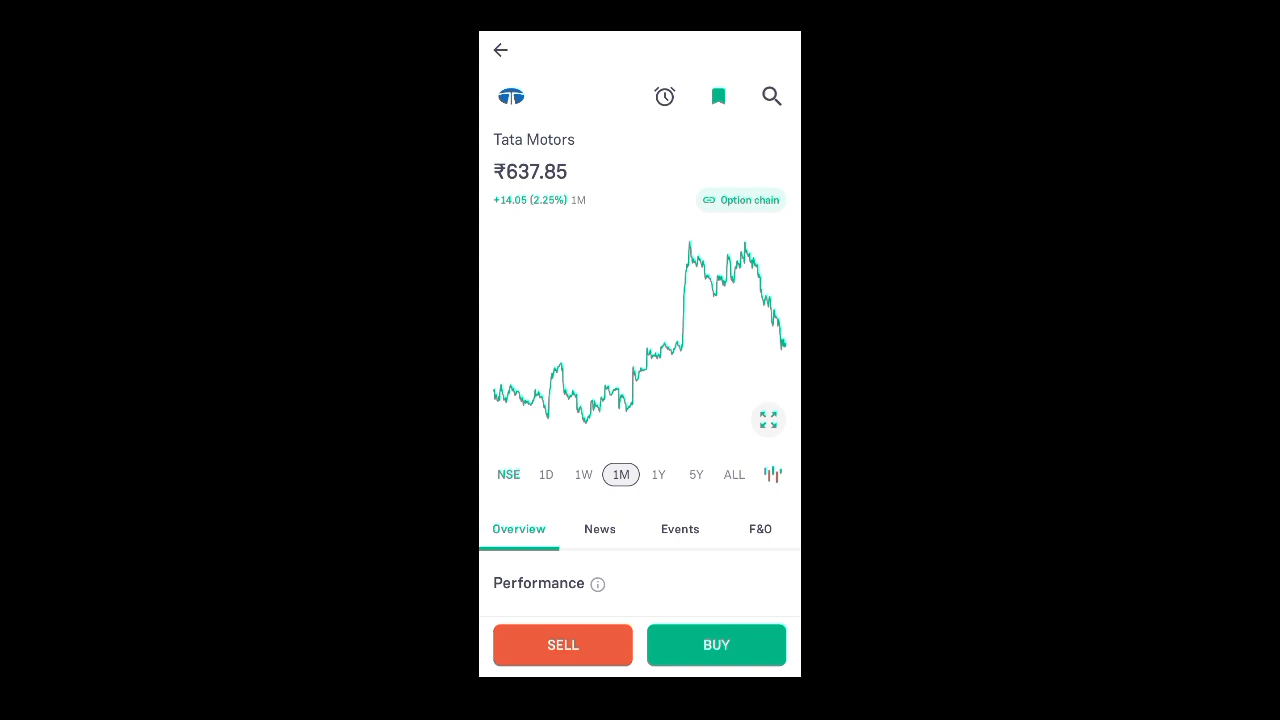 Tata Motors
₹637.85
+14.05 (2.25%) 1M
Option chain
NSE 1D 1W 1M 1Y 5Y ALL
Overview News Events F&O
Performance
SELL BUY